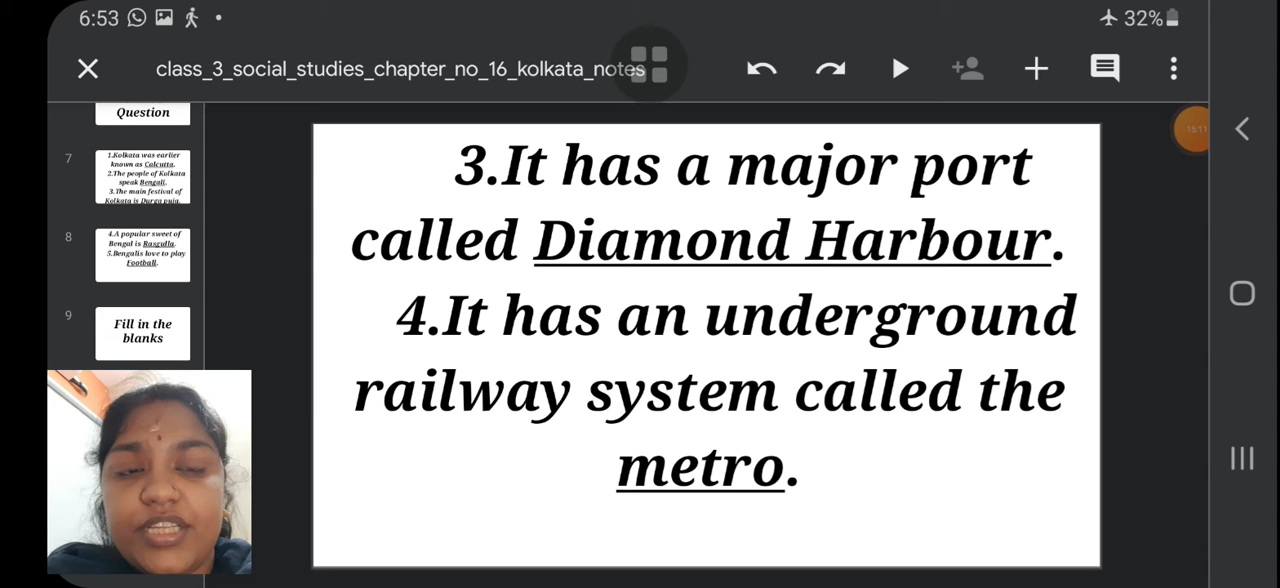 6:53
32%
class_3_social_studies_chapter_no_16_kolkata_notes
15:11
Question
7
1.Kolkata was earlier
known as Calcutta.
2.The people of Kolkata
speak Bengali.
3.The main festival of
Kolkata is Durga puja.
8
4.A popular sweet of
Bengal is Rasgulla.
5.Bengalis love to play
Football.
9
Fill in the
blanks
3.It has a major port
called Diamond Harbour.
4.It has an underground
railway system called the
metro.